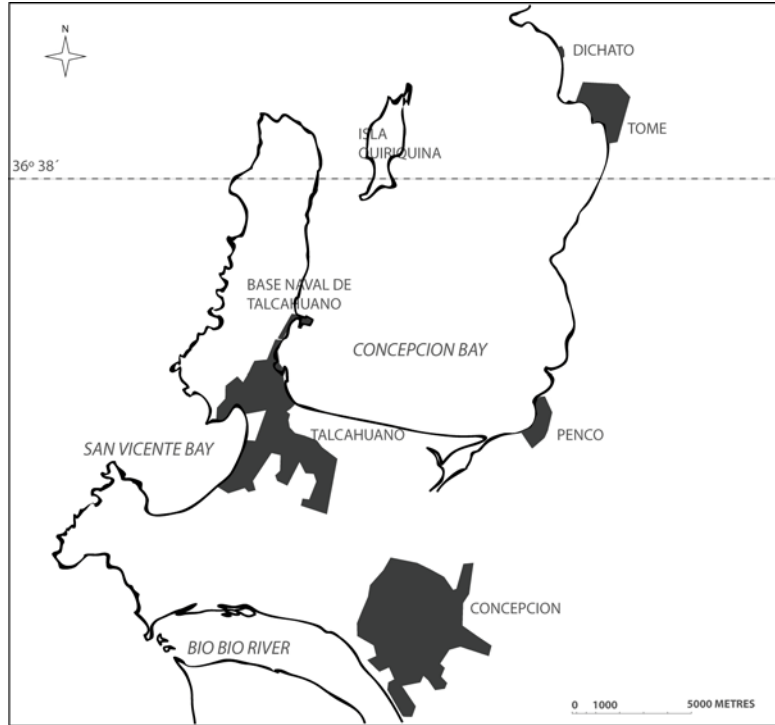 N
DICHATO
TOME
ISLA
QUIRIQUINA
36º 38´
BASE NAVAL DE
TALCAHUANO
CONCEPCION BAY
TALCAHUANO
PENCO
SAN VICENTE BAY
CONCEPCION
BIO BIO RIVER
0 1000 5000 METRES